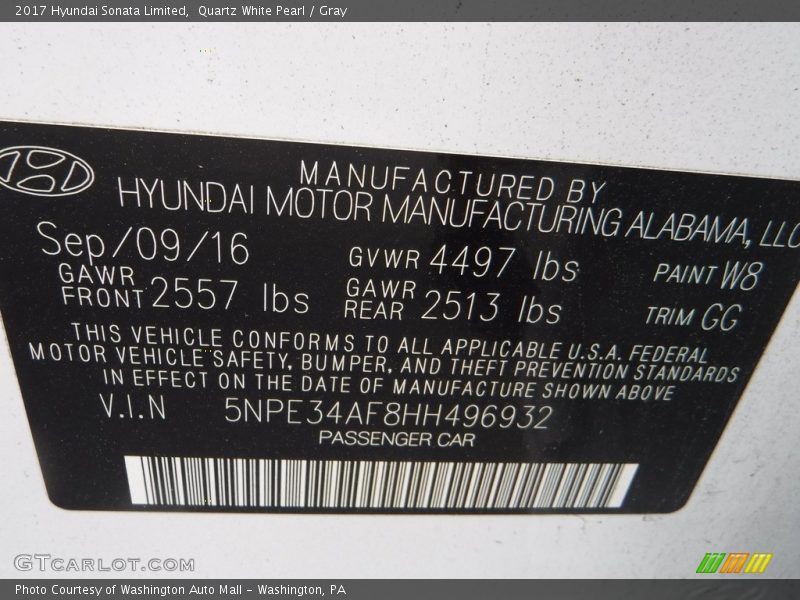 2017 Hyundai Sonata Limited,  Quartz White Pearl / Gray
MANUFACTURED BY
HYUNDAI MOTOR MANUFACTURING ALABAMA, LLC
Sep/09/16 GVWR 4497 lbs PAINT W8
GAWR FRONT 2557 lbs GAWR REAR 2513 lbs TRIM GG
THIS VEHICLE CONFORMS TO ALL APPLICABLE U.S.A. FEDERAL
MOTOR VEHICLE SAFETY, BUMPER, AND THEFT PREVENTION STANDARDS
IN EFFECT ON THE DATE OF MANUFACTURE SHOWN ABOVE
V.I.N 5NPE34AF8HH496932
PASSENGER CAR
GTCARLOT.COM
Photo Courtesy of Washington Auto Mall - Washington, PA